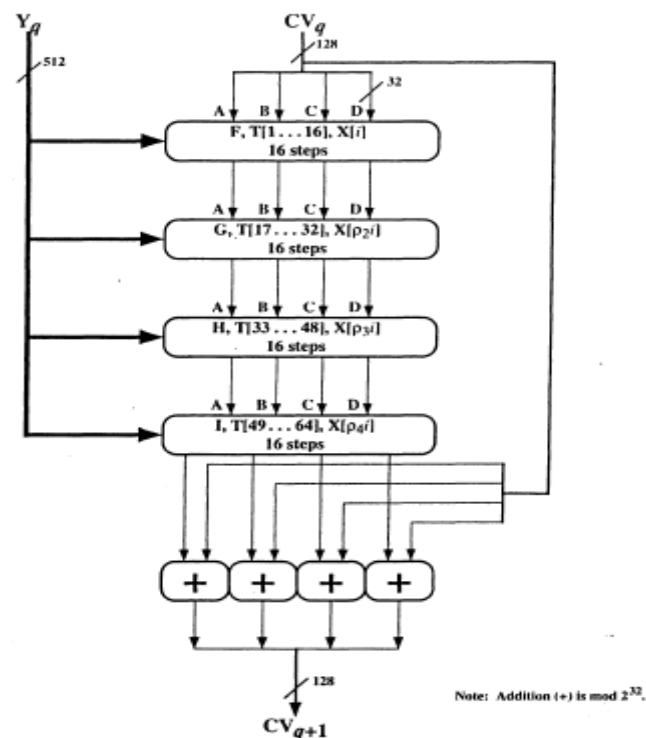 Yq CVq
512 128
32
A B C D
F, T[1 . . . 16], X[i]
16 steps
A B C D
G, T[17 . . . 32], X[ρ2i]
16 steps
A B C D
H, T[33 . . . 48], X[ρ3i]
16 steps
A B C D
I, T[49 . . . 64], X[ρ4i]
16 steps
+ + + +
128
Note: Addition (+) is mod 2^32.
CVq+1